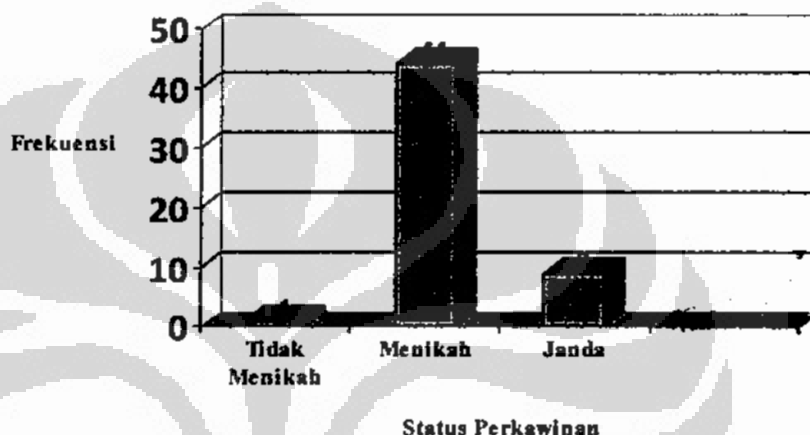 50
40
Frekuensi
30
20
10
0
Tidak
Menikah
Menikah
Janda
Status Perkawinan